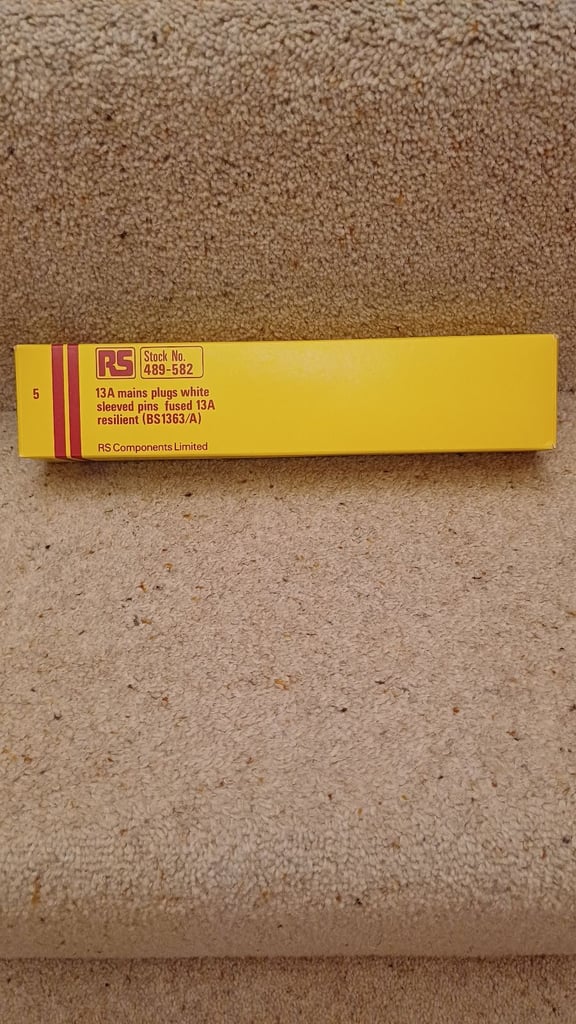 5
RS
Stock No.
489-582
13A mains plugs white
sleeved pins fused 13A
resilient (BS1363/A)
RS Components Limited